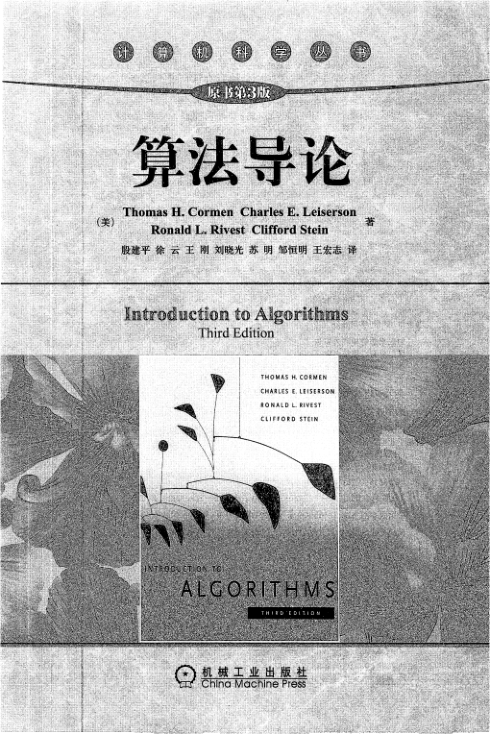 计算机科学丛书
原书第3版
算法导论
(美) Thomas H. Cormen Charles E. Leiserson
Ronald L. Rivest Clifford Stein 著
殷建平 徐 云 王 刚 刘晓光 苏 明 邹恒明 王宏志 译
Introduction to Algorithms
Third Edition
THOMAS H. CORMEN
CHARLES E. LEISERSON
RONALD L. RIVEST
CLIFFORD STEIN
INTRODUCTION TO
ALGORITHMS
THIRD EDITION
机械工业出版社
China Machine Press